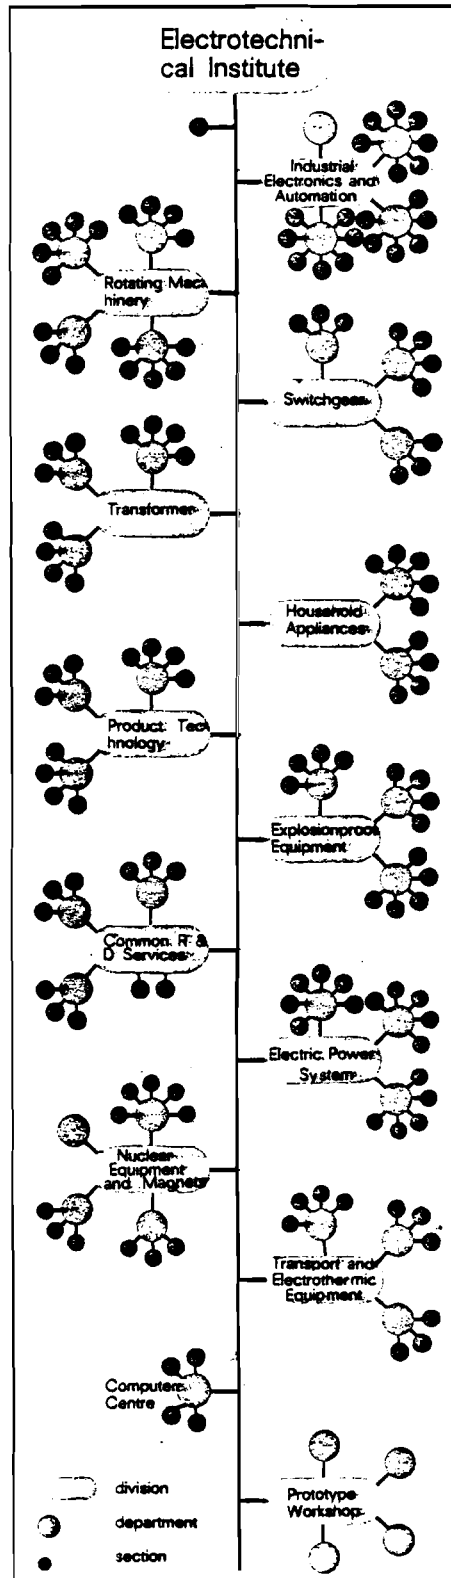 Electrotechni-
cal Institute
Industrial
Electronics and
Automation
Rotating Mac
hinery
Switchgear
Transformer
Household
Appliances
Product Tec
hnology
Explosionproof
Equipment
Common R &
D Services
Electric Power
System
Nuclear
Equipment
and Magnets
Transport and
Electrothermic
Equipment
Computer
Centre
Prototype
Workshop
division
department
section